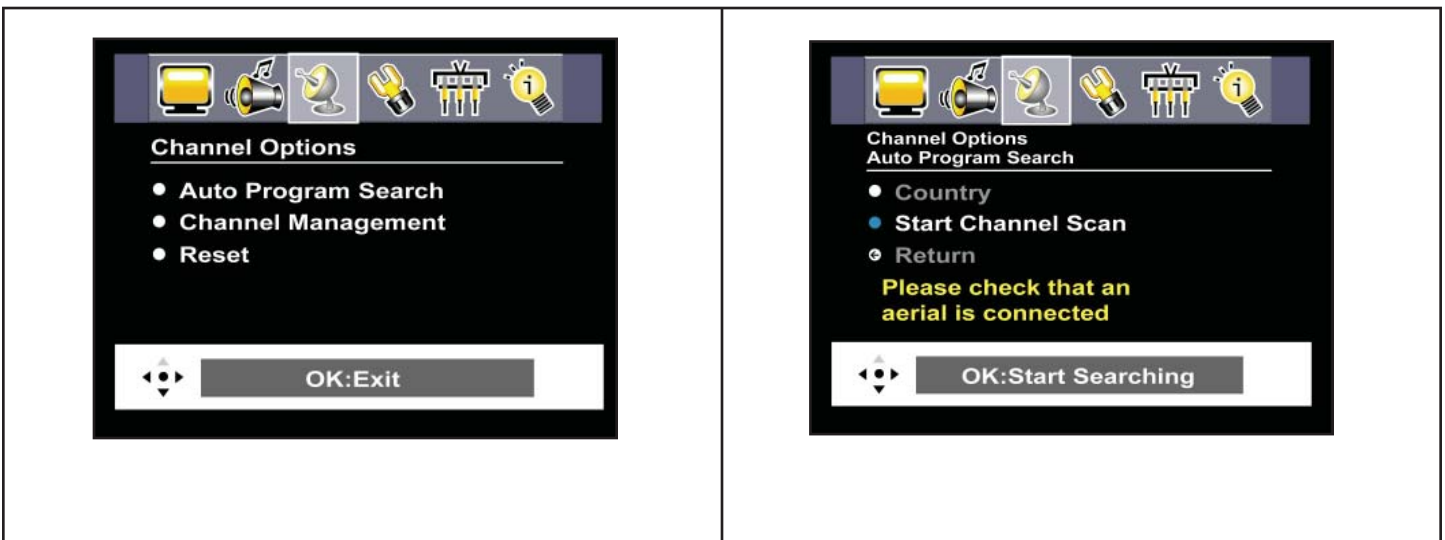 Channel Options
Auto Program Search
Channel Management
Reset
OK:Exit
Channel Options
Auto Program Search
Country
Start Channel Scan
Return
Please check that an
aerial is connected
OK:Start Searching